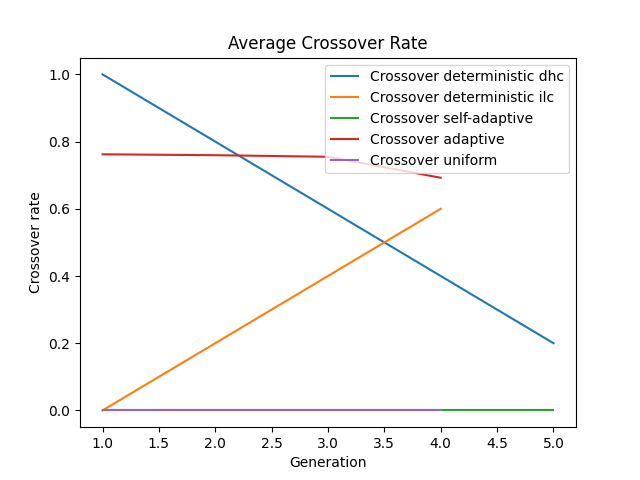 Average Crossover Rate
Crossover deterministic dhc
Crossover deterministic ilc
Crossover self-adaptive
Crossover adaptive
Crossover uniform
Crossover rate
1.0
0.8
0.6
0.4
0.2
0.0
1.0 1.5 2.0 2.5 3.0 3.5 4.0 4.5 5.0
Generation